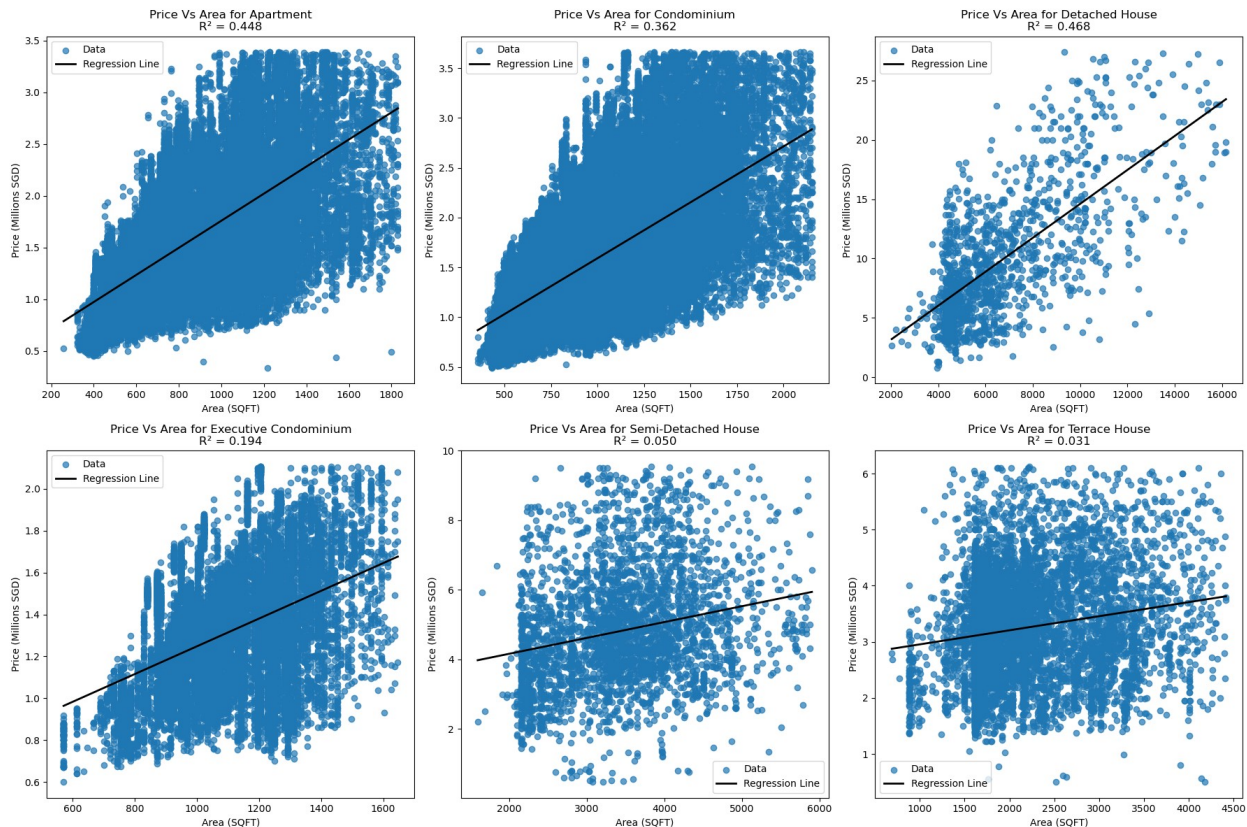 Price Vs Area for Apartment
R² = 0.448
Data
Regression Line
3.5
3.0
2.5
2.0
1.5
1.0
0.5
Price (Millions SGD)
200 400 600 800 1000 1200 1400 1600 1800
Area (SQFT)
Price Vs Area for Condominium
R² = 0.362
Data
Regression Line
3.5
3.0
2.5
2.0
1.5
1.0
0.5
Price (Millions SGD)
500 750 1000 1250 1500 1750 2000
Area (SQFT)
Price Vs Area for Detached House
R² = 0.468
Data
Regression Line
25
20
15
10
5
0
Price (Millions SGD)
2000 4000 6000 8000 10000 12000 14000 16000
Area (SQFT)
Price Vs Area for Executive Condominium
R² = 0.194
Data
Regression Line
2.0
1.8
1.6
1.4
1.2
1.0
0.8
0.6
Price (Millions SGD)
600 800 1000 1200 1400 1600
Area (SQFT)
Price Vs Area for Semi-Detached House
R² = 0.050
10
8
6
4
2
Price (Millions SGD)
Data
Regression Line
2000 3000 4000 5000 6000
Area (SQFT)
Price Vs Area for Terrace House
R² = 0.031
6
5
4
3
2
1
Price (Millions SGD)
Data
Regression Line
1000 1500 2000 2500 3000 3500 4000 4500
Area (SQFT)